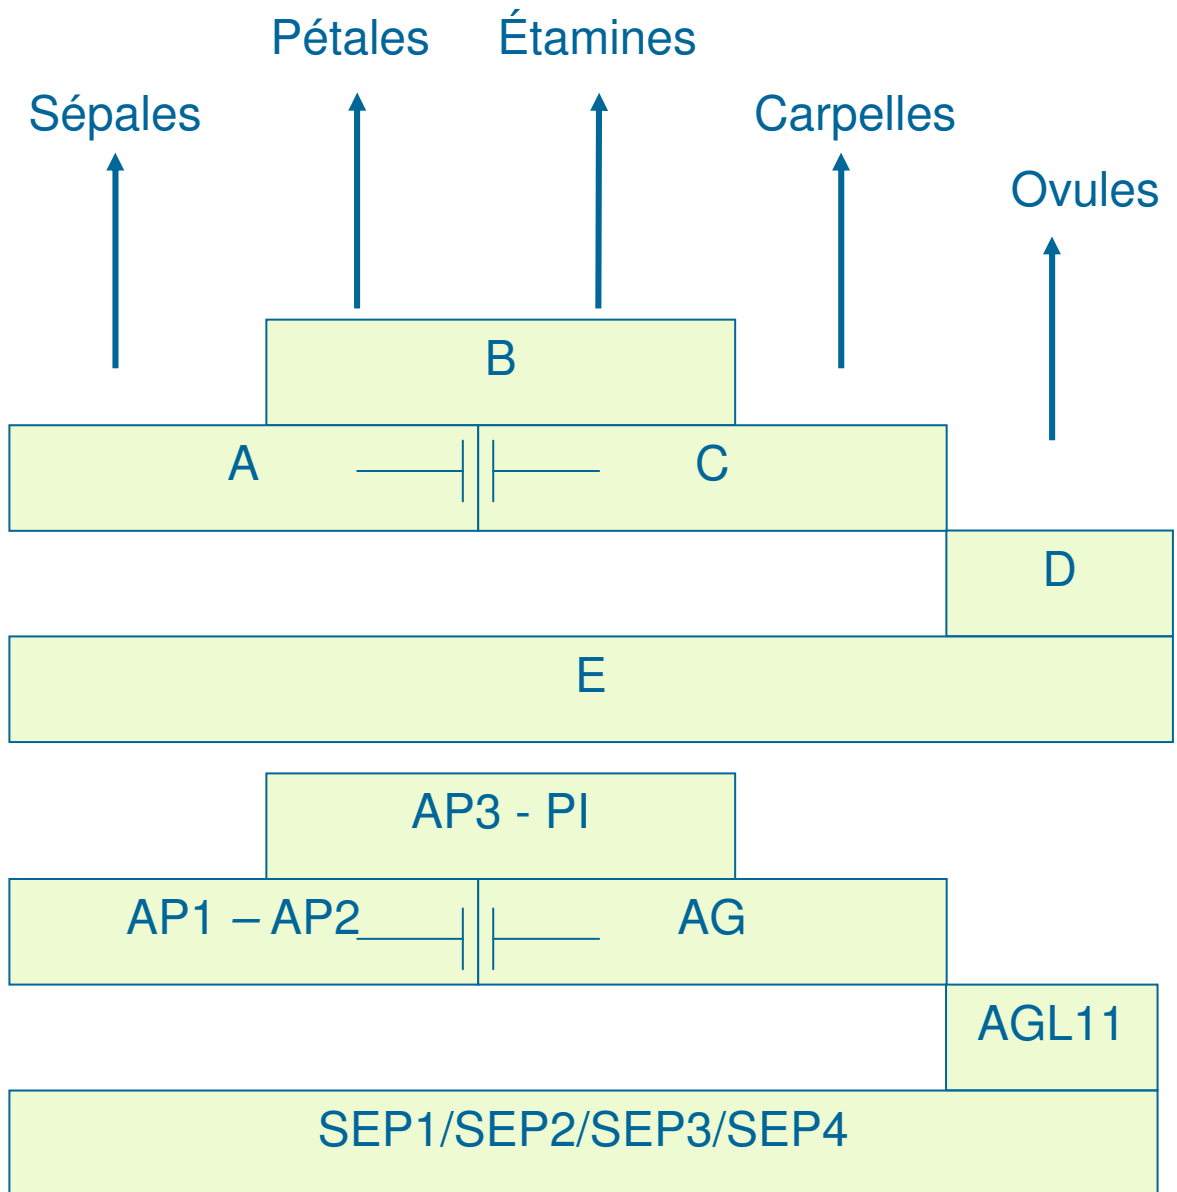 Pétales
Étamines
Sépales
Carpelles
Ovules
B
A
C
D
E
AP3 - PI
AP1 – AP2
AG
AGL11
SEP1/SEP2/SEP3/SEP4